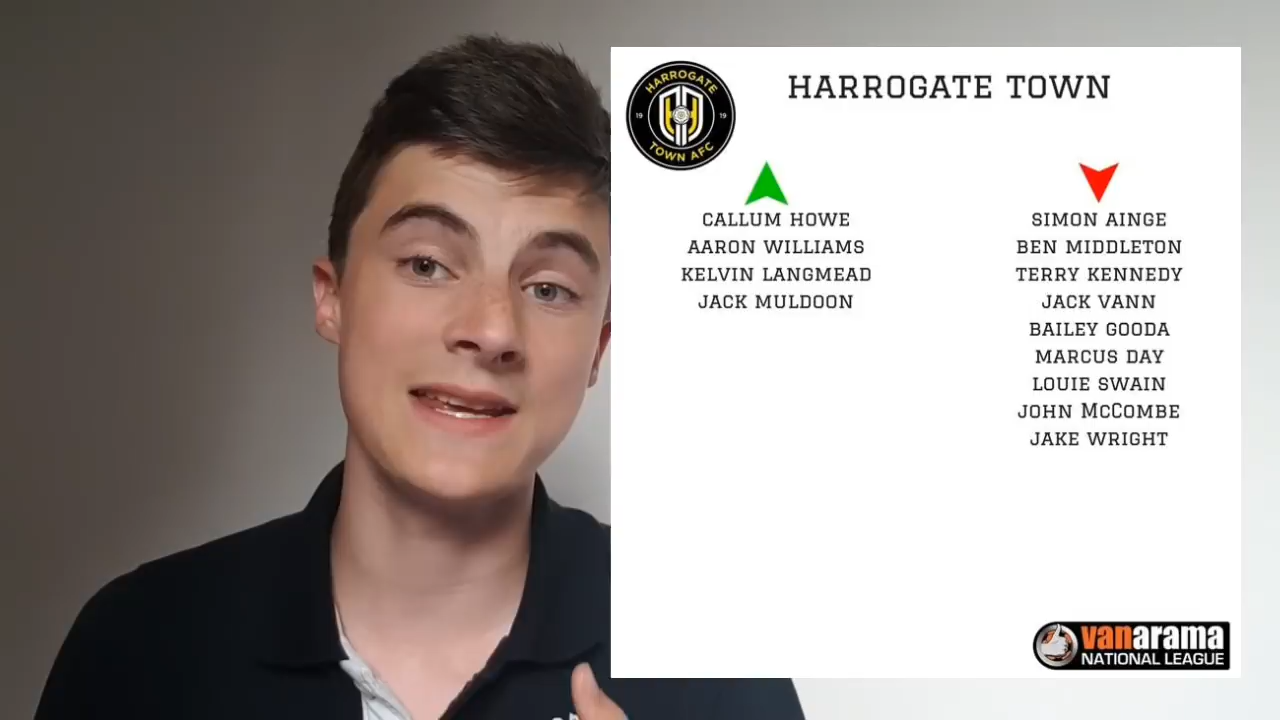 HARROGATE TOWN
HARROGATE
19 19
TOWN AFC
CALLUM HOWE
AARON WILLIAMS
KELVIN LANGMEAD
JACK MULDOON
SIMON AINGE
BEN MIDDLETON
TERRY KENNEDY
JACK VANN
BAILEY GOODA
MARCUS DAY
LOUIE SWAIN
JOHN McCOMBE
JAKE WRIGHT
vanarama
NATIONAL LEAGUE